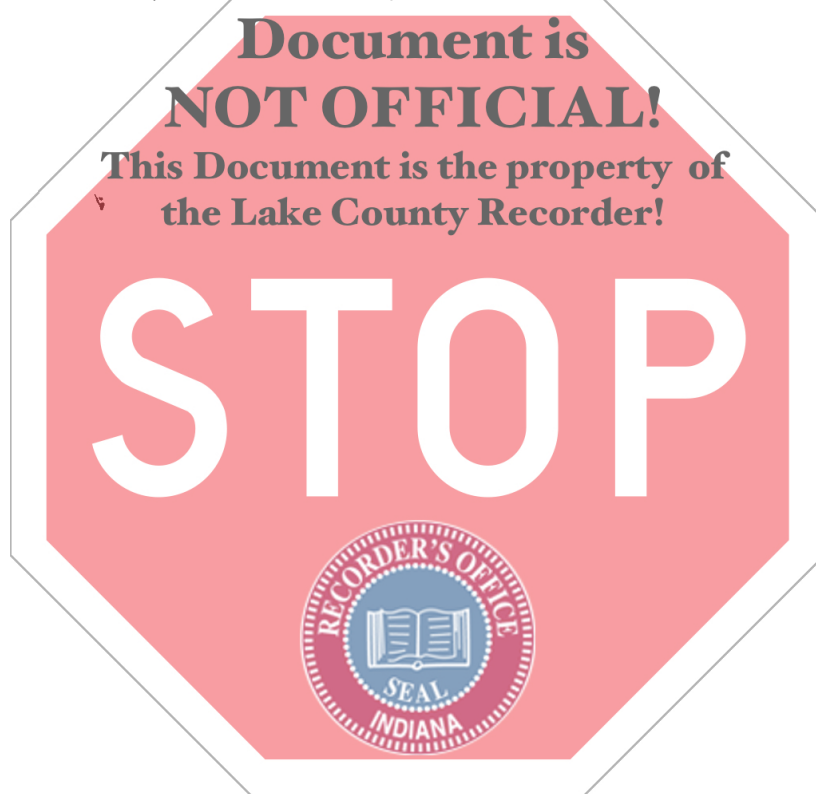 Document is
NOT OFFICIAL!
This Document is the property of
the Lake County Recorder!
STOP
RECORDER'S OFFICE
SEAL
INDIANA